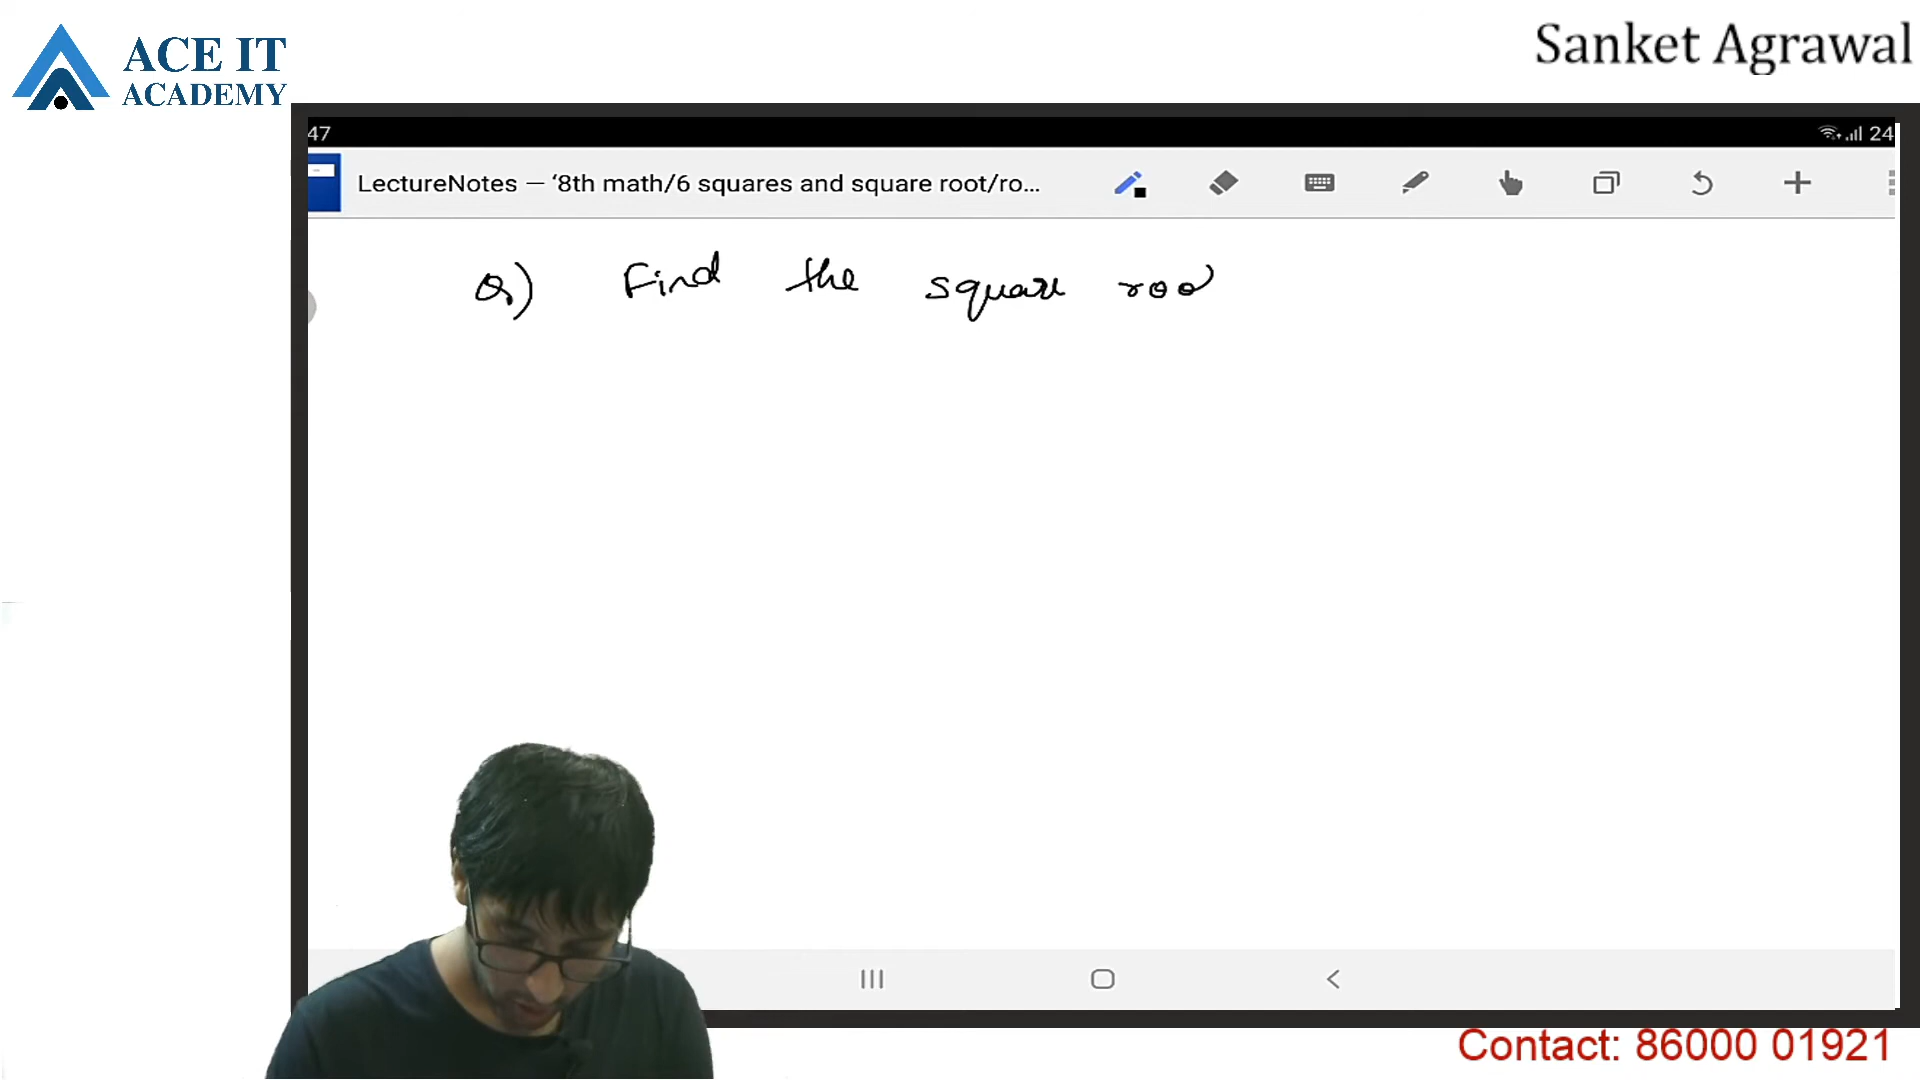 ACE IT
ACADEMY
Sanket Agrawal
47
24
LectureNotes — ‘8th math/6 squares and square root/ro...
Q) Find the square roo
Contact: 86000 01921